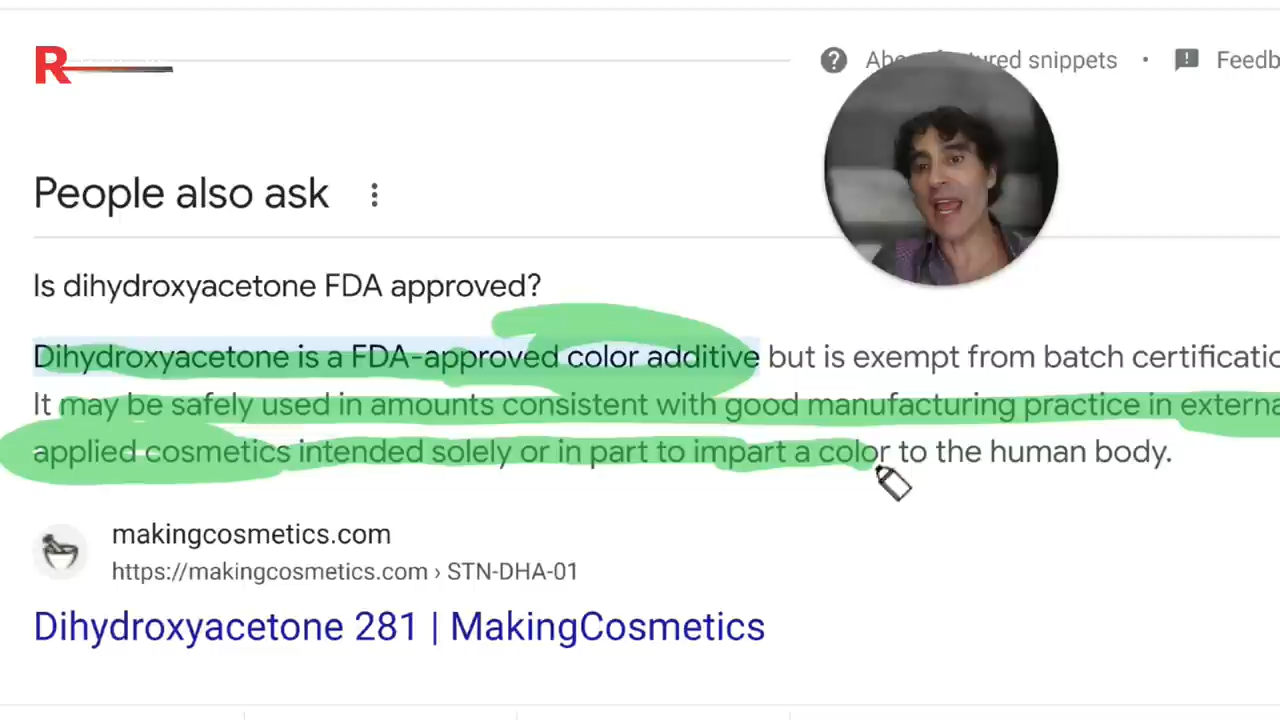 R
About featured snippets • Feedb
People also ask
Is dihydroxyacetone FDA approved?
Dihydroxyacetone is a FDA-approved color additive but is exempt from batch certificatio
It may be safely used in amounts consistent with good manufacturing practice in externa
applied cosmetics intended solely or in part to impart a color to the human body.
makingcosmetics.com
https://makingcosmetics.com › STN-DHA-01
Dihydroxyacetone 281 | MakingCosmetics